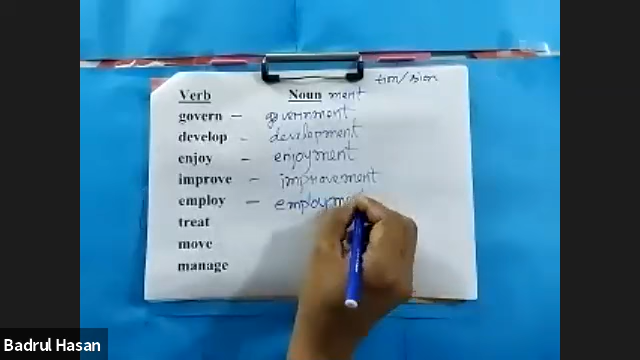 tion/sion
Verb Noun ment
govern - government
develop - development
enjoy - enjoyment
improve - improvement
employ - employm
treat
move
manage
Badrul Hasan